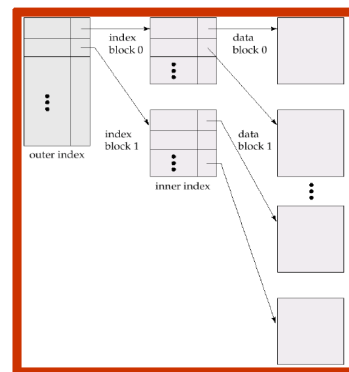 index
block 0
data
block 0
index
block 1
data
block 1
outer index
inner index